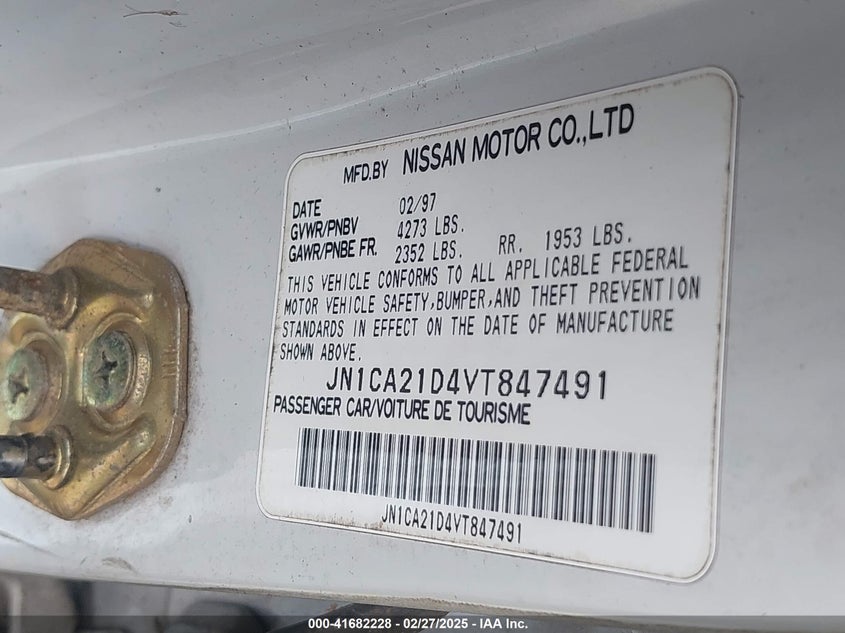 MFD.BY NISSAN MOTOR CO.,LTD
DATE 02/97
GVWR/PNBV 4273 LBS.
GAWR/PNBE FR. 2352 LBS. RR. 1953 LBS.
THIS VEHICLE CONFORMS TO ALL APPLICABLE FEDERAL
MOTOR VEHICLE SAFETY,BUMPER,AND THEFT PREVENTION
STANDARDS IN EFFECT ON THE DATE OF MANUFACTURE
SHOWN ABOVE.
JN1CA21D4VT847491
PASSENGER CAR/VOITURE DE TOURISME
JN1CA21D4VT847491
000-41682228 - 02/27/2025 - IAA Inc.